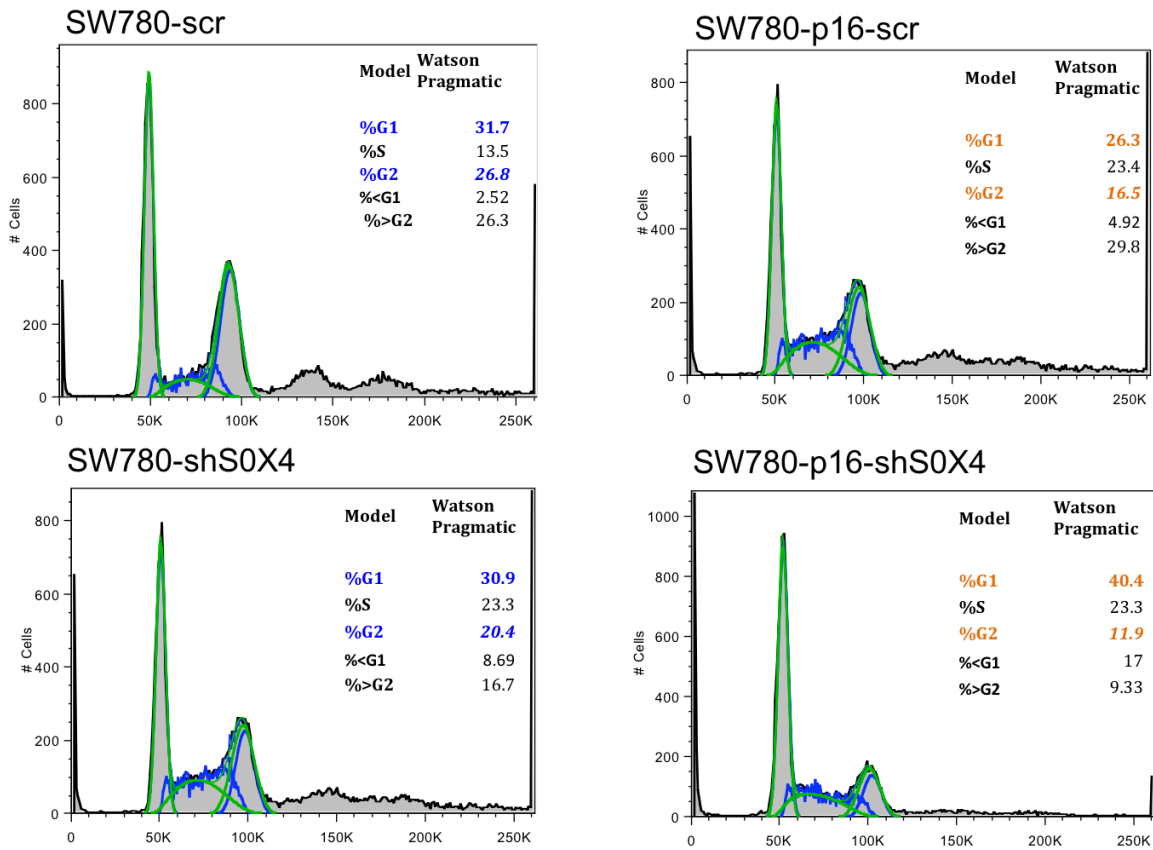 SW780-scr
Model Watson Pragmatic
%G1 31.7
%S 13.5
%G2 26.8
%<G1 2.52
%>G2 26.3
# Cells
800
600
400
200
0
0 50K 100K 150K 200K 250K
SW780-p16-scr
Model Watson Pragmatic
%G1 26.3
%S 23.4
%G2 16.5
%<G1 4.92
%>G2 29.8
# Cells
800
600
400
200
0
0 50K 100K 150K 200K 250K
SW780-shS0X4
Model Watson Pragmatic
%G1 30.9
%S 23.3
%G2 20.4
%<G1 8.69
%>G2 16.7
# Cells
800
600
400
200
0
0 50K 100K 150K 200K 250K
SW780-p16-shS0X4
Model Watson Pragmatic
%G1 40.4
%S 23.3
%G2 11.9
%<G1 17
%>G2 9.33
# Cells
1000
800
600
400
200
0
0 50K 100K 150K 200K 250K